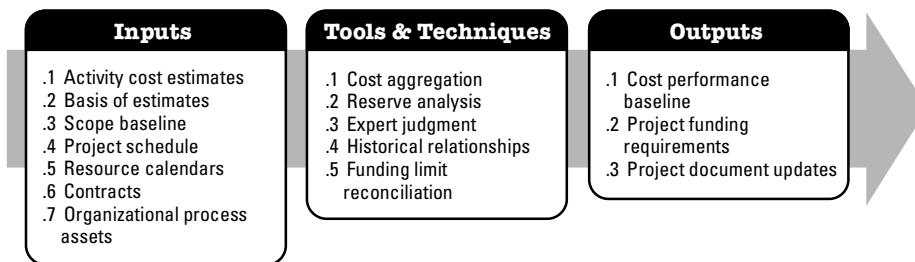 Inputs
.1 Activity cost estimates
.2 Basis of estimates
.3 Scope baseline
.4 Project schedule
.5 Resource calendars
.6 Contracts
.7 Organizational process
assets
Tools & Techniques
.1 Cost aggregation
.2 Reserve analysis
.3 Expert judgment
.4 Historical relationships
.5 Funding limit
reconciliation
Outputs
.1 Cost performance
baseline
.2 Project funding
requirements
.3 Project document updates